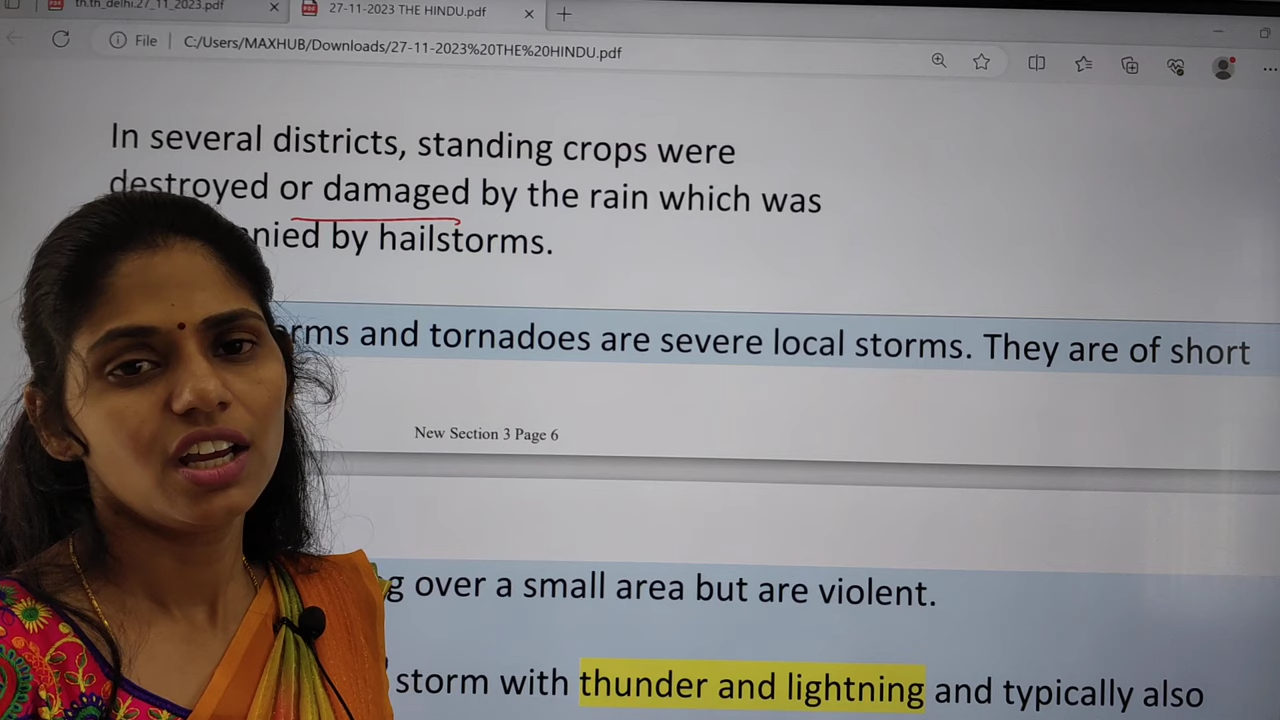 th.th_delhi.27_11_2023.pdf
27-11-2023 THE HINDU.pdf
File
C:/Users/MAXHUB/Downloads/27-11-2023%20THE%20HINDU.pdf
In several districts, standing crops were
destroyed or damaged by the rain which was
by hailstorms.
and tornadoes are severe local storms. They are of short
New Section 3 Page 6
over a small area but are violent.
storm with thunder and lightning and typically also